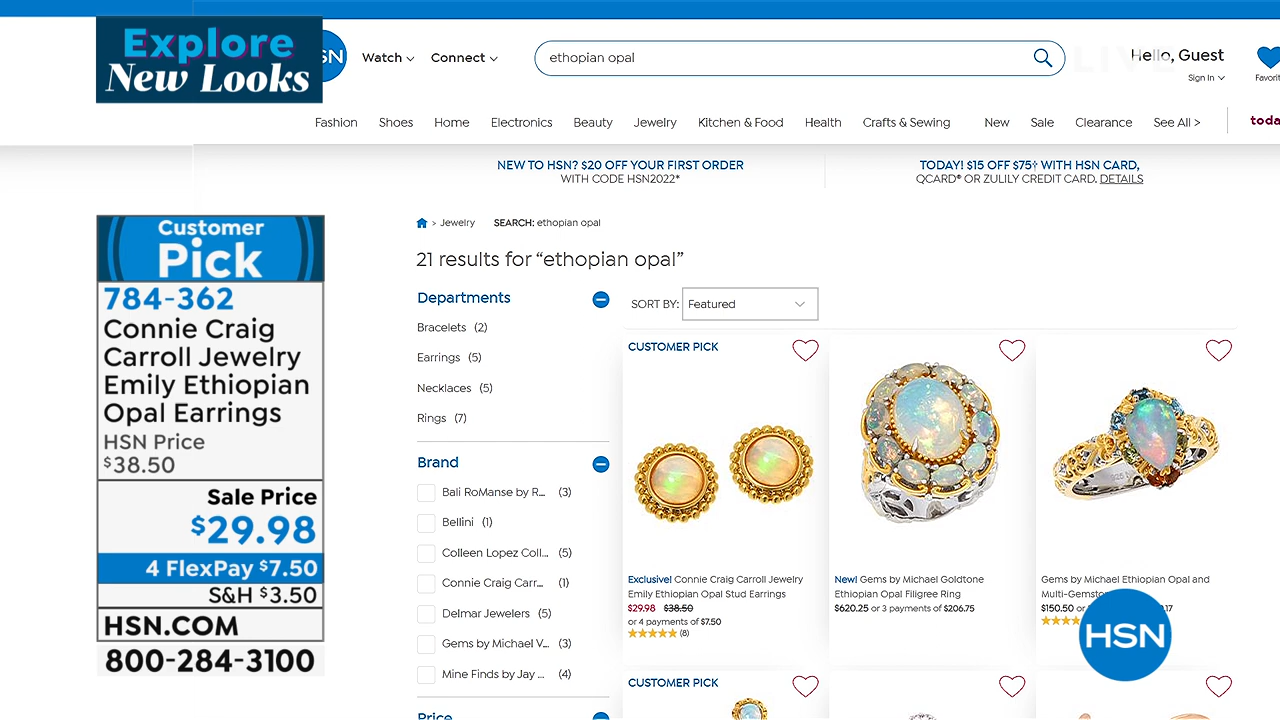 Explore
New Looks
SN
Watch
Connect
ethopian opal
LIVE
Hello, Guest
Sign In
Favorit
Fashion
Shoes
Home
Electronics
Beauty
Jewelry
Kitchen & Food
Health
Crafts & Sewing
New
Sale
Clearance
See All >
toda
NEW TO HSN? $20 OFF YOUR FIRST ORDER
WITH CODE HSN2022*
TODAY! $15 OFF $75† WITH HSN CARD,
QCARD® OR ZULILY CREDIT CARD. DETAILS
Customer
Pick
784-362
Connie Craig
Carroll Jewelry
Emily Ethiopian
Opal Earrings
HSN Price
$38.50
Sale Price
$29.98
4 FlexPay $7.50
S&H $3.50
HSN.COM
800-284-3100
> Jewelry
SEARCH: ethopian opal
21 results for “ethopian opal”
Departments
Bracelets (2)
Earrings (5)
Necklaces (5)
Rings (7)
Brand
Bali RoManse by R... (3)
Bellini (1)
Colleen Lopez Coll... (5)
Connie Craig Carr... (1)
Delmar Jewelers (5)
Gems by Michael V... (3)
Mine Finds by Jay ... (4)
Price
SORT BY: Featured
CUSTOMER PICK
Exclusive! Connie Craig Carroll Jewelry
Emily Ethiopian Opal Stud Earrings
$29.98 $38.50
or 4 payments of $7.50
(8)
New! Gems by Michael Goldtone
Ethiopian Opal Filigree Ring
$620.25 or 3 payments of $206.75
Gems by Michael Ethiopian Opal and
Multi-Gemsto
$150.50 or
.17
HSN
CUSTOMER PICK